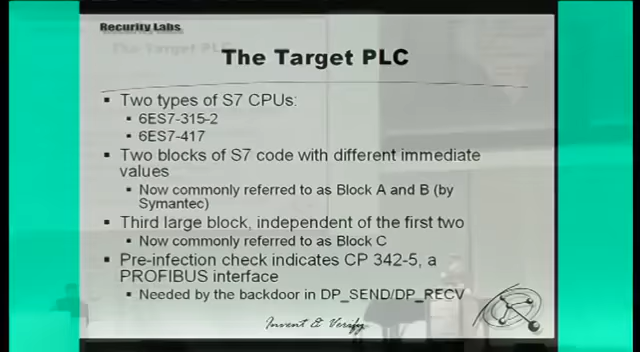 Recurity Labs
The Target PLC
▪ Two types of S7 CPUs:
▪ 6ES7-315-2
▪ 6ES7-417
▪ Two blocks of S7 code with different immediate
values
▪ Now commonly referred to as Block A and B (by
Symantec)
▪ Third large block, independent of the first two
▪ Now commonly referred to as Block C
▪ Pre-infection check indicates CP 342-5, a
PROFIBUS interface
▪ Needed by the backdoor in DP_SEND/DP_RECV
Invent & Verify